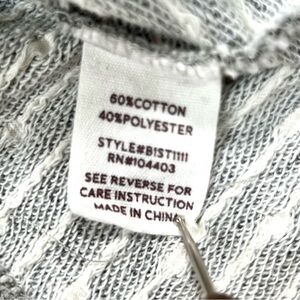 60%COTTON
40%POLYESTER
STYLE#BIST1111
RN#104403
SEE REVERSE FOR
CARE INSTRUCTION
MADE IN CHINA